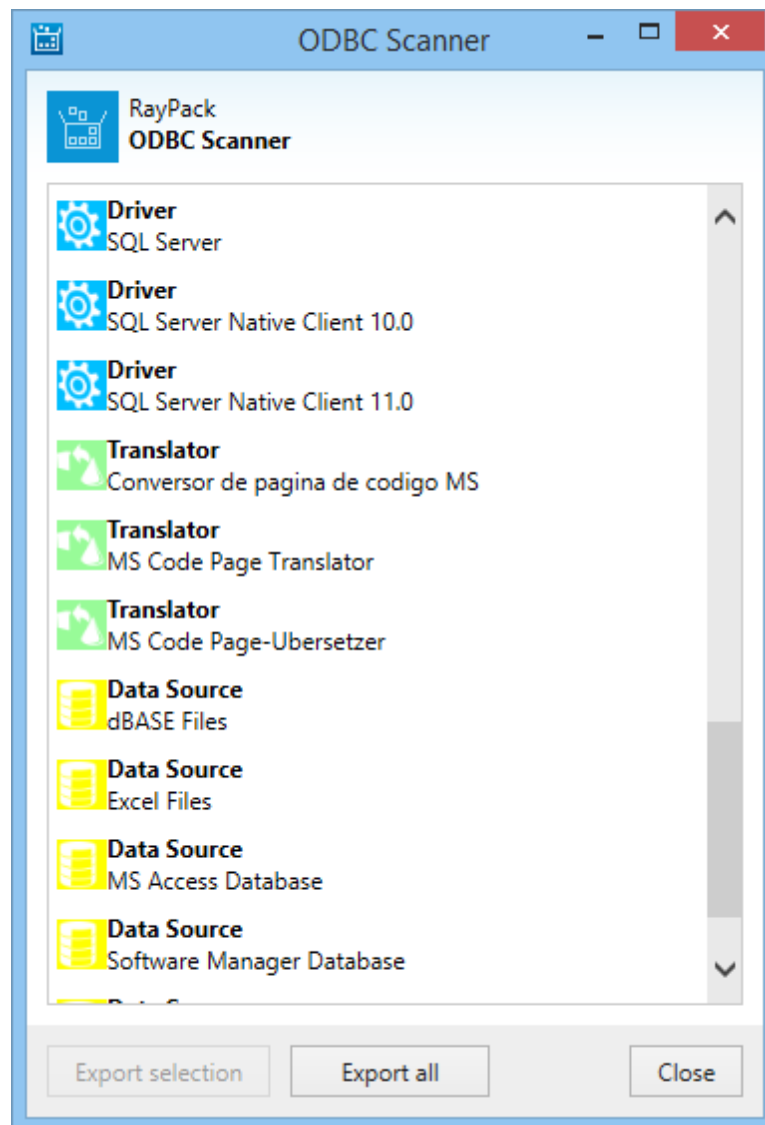 ODBC Scanner
RayPack
ODBC Scanner
Driver
SQL Server
Driver
SQL Server Native Client 10.0
Driver
SQL Server Native Client 11.0
Translator
Conversor de pagina de codigo MS
Translator
MS Code Page Translator
Translator
MS Code Page-Ubersetzer
Data Source
dBASE Files
Data Source
Excel Files
Data Source
MS Access Database
Data Source
Software Manager Database
Export selection
Export all
Close